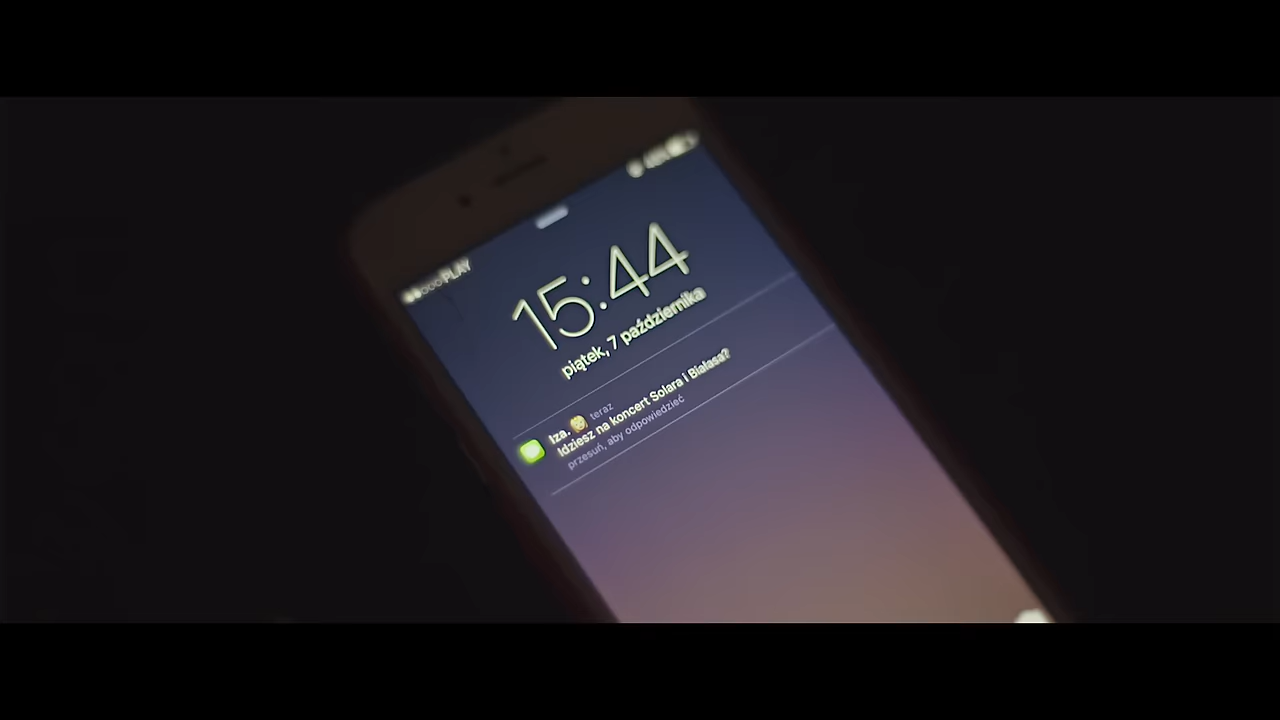 PLAY
15:44
piątek, 7 października
Iza. teraz
Idziesz na koncert Solara i Białasa?
przesuń, aby odpowiedzieć